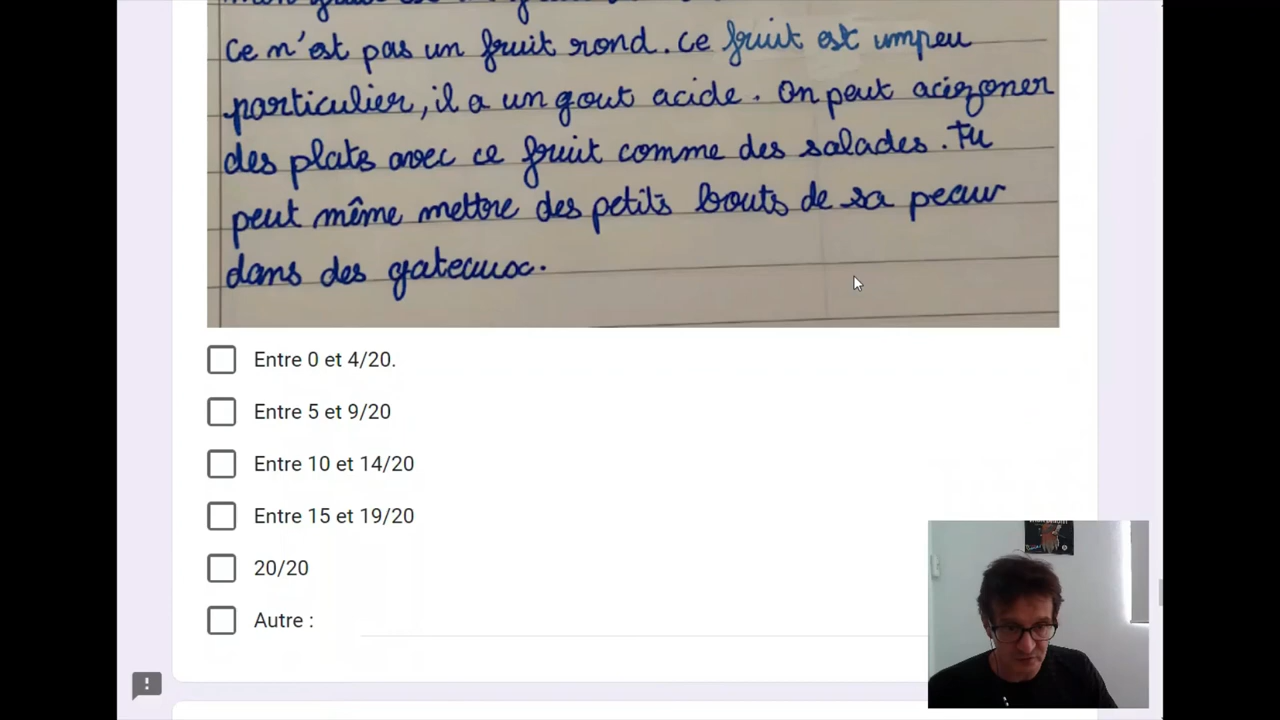 Ce n'est pas un fruit rond. Ce fruit est umpeu
particulier, il a un gout acide. On peut aciezoner
des plats avec ce fruit comme des salades. Tu
peut même mettre des petits bouts de sa peau
dans des gateaux.
Entre 0 et 4/20.
Entre 5 et 9/20
Entre 10 et 14/20
Entre 15 et 19/20
20/20
Autre :